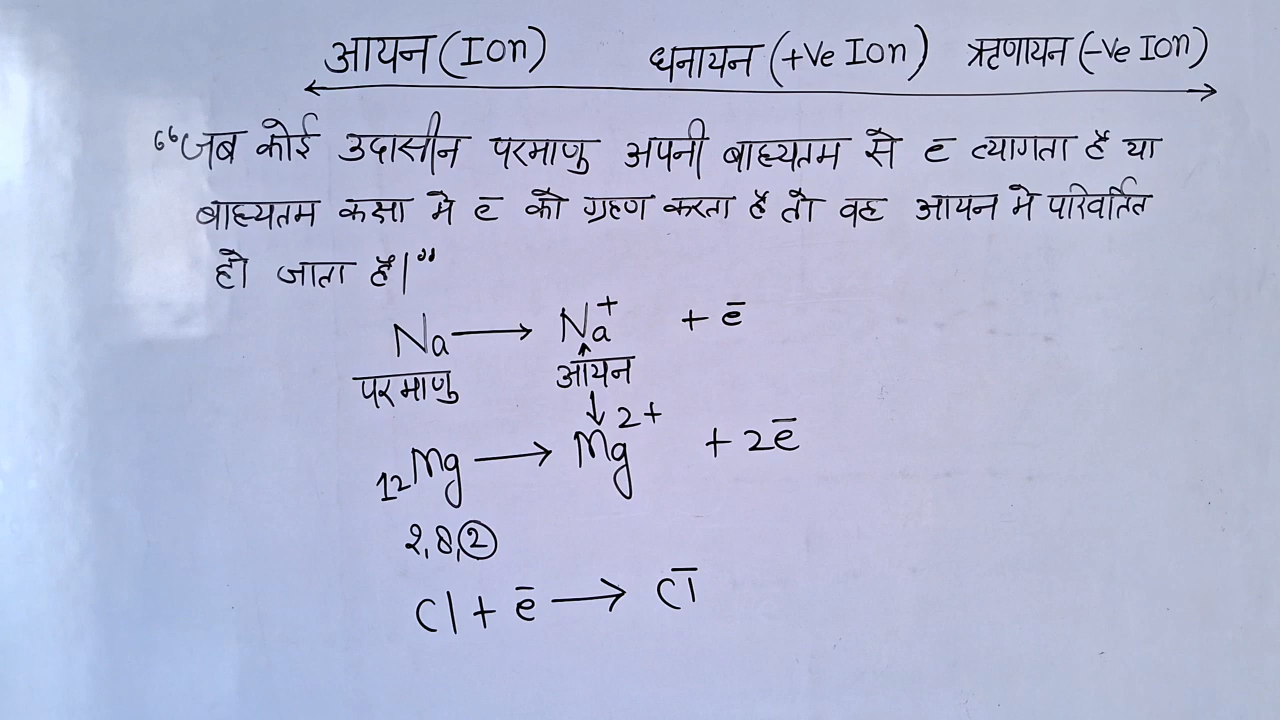 आयन (Ion) धनायन (+Ve Ion) ऋणायन (-Ve Ion)
“जब कोई उदासीन परमाणु अपनी बाह्यतम से e̅ त्यागता है या
बाह्यतम कक्षा मे e̅ को ग्रहण करता है तो वह आयन मे परिवर्तित
हो जाता है।”
Na ⟶ Na⁺ + e̅
परमाणु आयन
₁₂Mg ⟶ Mg²⁺ + 2e̅
2,8,2
Cl + e̅ ⟶ Cl⁻